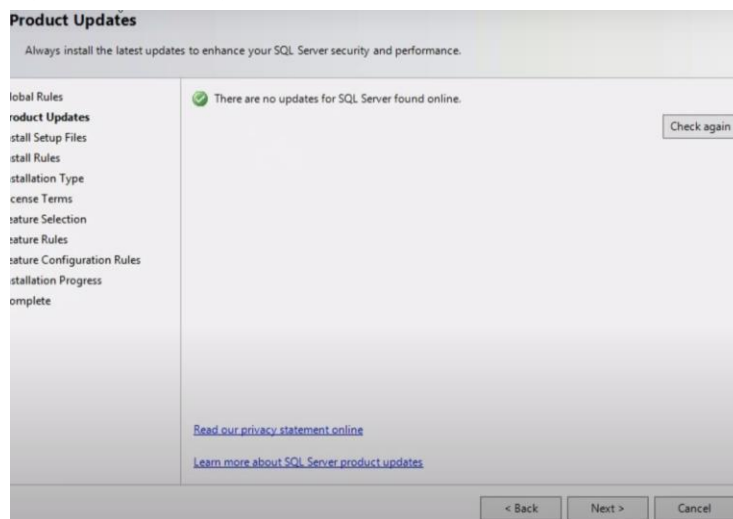 Product Updates
Always install the latest updates to enhance your SQL Server security and performance.
lobal Rules
roduct Updates
stall Setup Files
stall Rules
stallation Type
cense Terms
eature Selection
eature Rules
eature Configuration Rules
stallation Progress
omplete
There are no updates for SQL Server found online.
Check again
Read our privacy statement online
Learn more about SQL Server product updates
< Back
Next >
Cancel